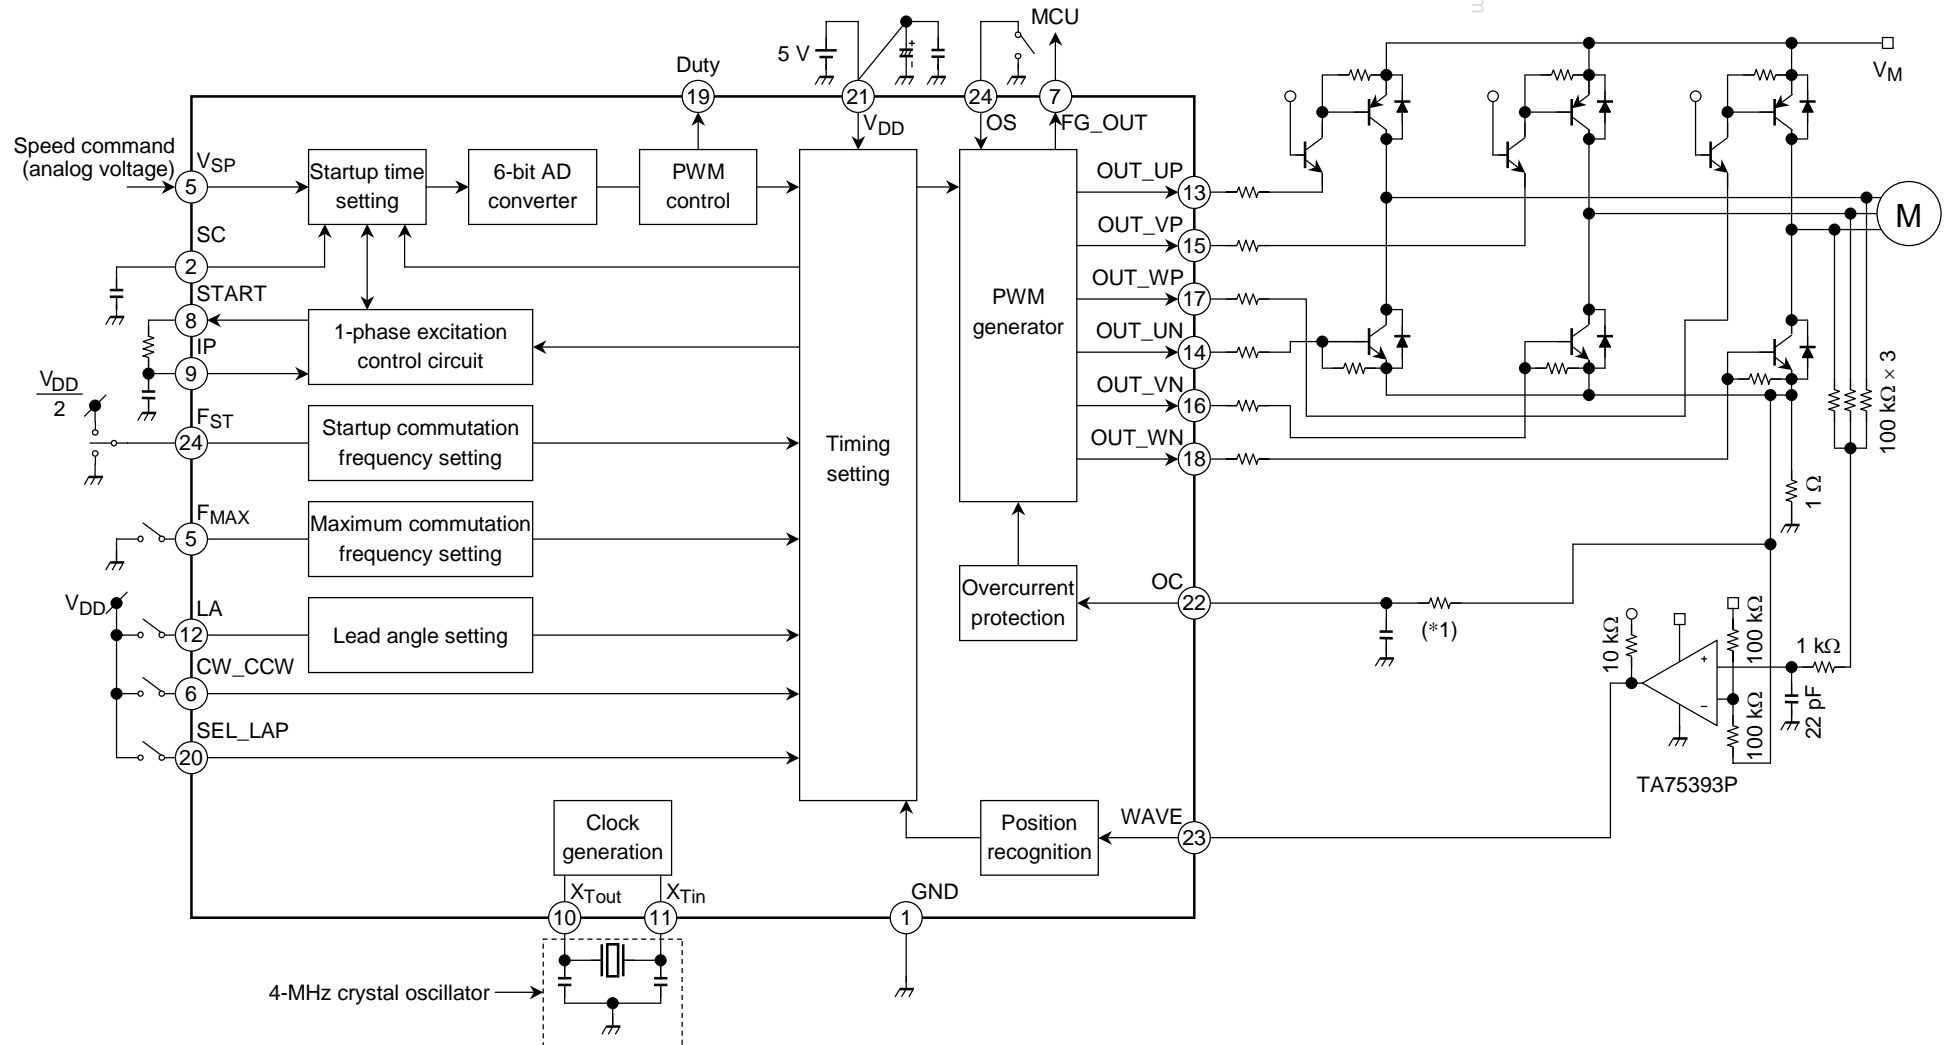 MCU
5 V
Duty
19
21
24
7
VDD
OS
FG_OUT
VM
Speed command
(analog voltage)
VSP
5
Startup time
setting
6-bit AD
converter
PWM
control
SC
2
START
8
IP
9
1-phase excitation
control circuit
VDD
2
FST
24
Startup commutation
frequency setting
FMAX
5
Maximum commutation
frequency setting
VDD
LA
12
Lead angle setting
CW_CCW
6
SEL_LAP
20
Timing
setting
PWM
generator
OUT_UP
13
OUT_VP
15
OUT_WP
17
OUT_UN
14
OUT_VN
16
OUT_WN
18
M
100 kΩ × 3
1 Ω
Overcurrent
protection
OC
22
(*1)
10 kΩ
100 kΩ
100 kΩ
1 kΩ
22 pF
+
−
TA75393P
Position
recognition
WAVE
23
Clock
generation
XTout
XTin
10
11
GND
1
4-MHz crystal oscillator
m